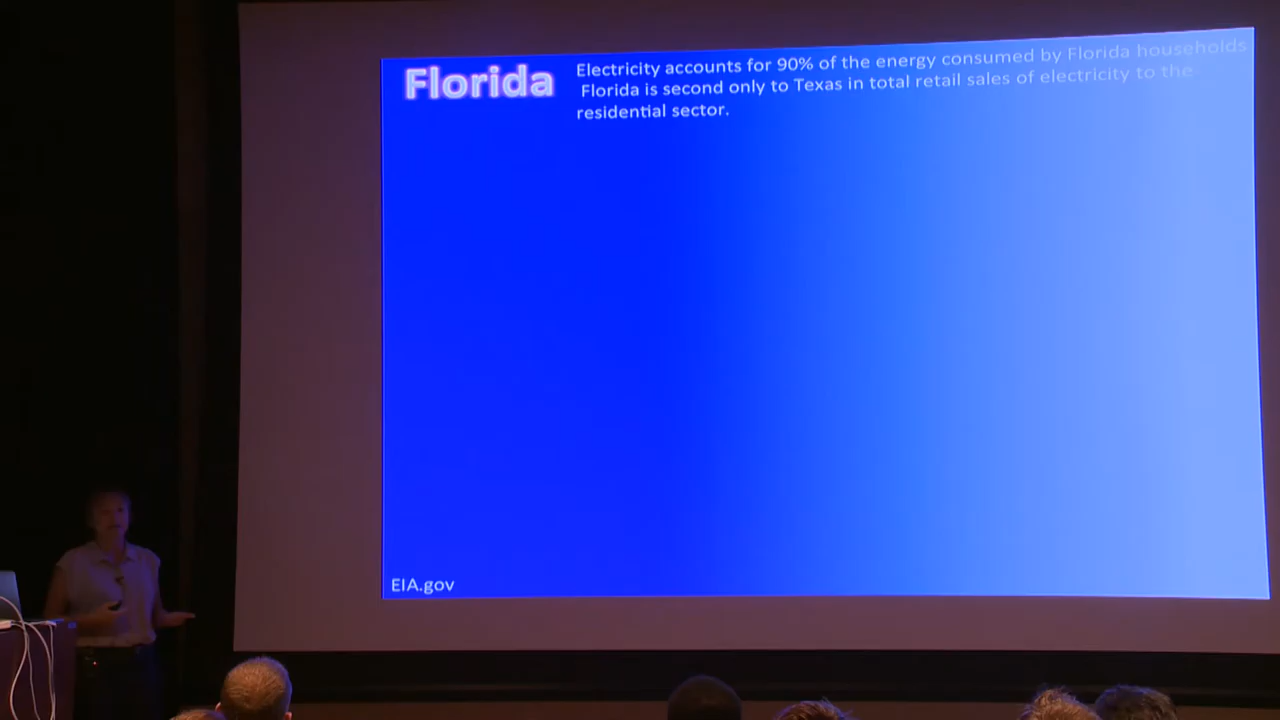 Florida
Electricity accounts for 90% of the energy consumed by Florida households
Florida is second only to Texas in total retail sales of electricity to the
residential sector.
EIA.gov